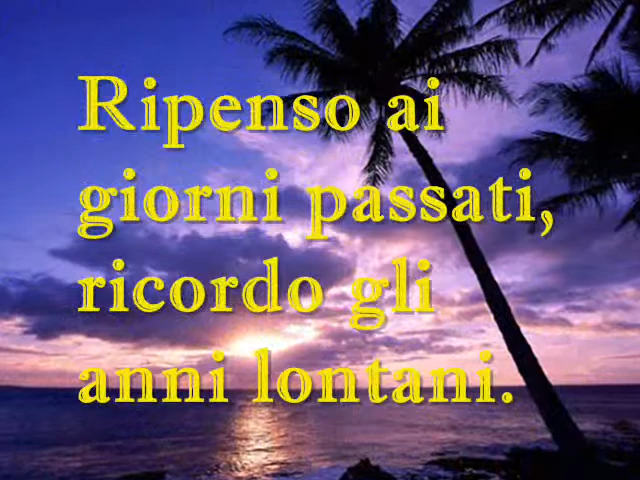 Ripenso ai
giorni passati,
ricordo gli
anni lontani.